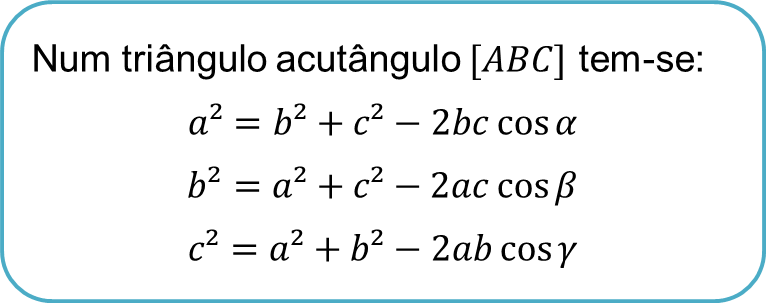 Num triângulo acutângulo [ABC] tem-se:
a² = b² + c² − 2bc cos α
b² = a² + c² − 2ac cos β
c² = a² + b² − 2ab cos γ